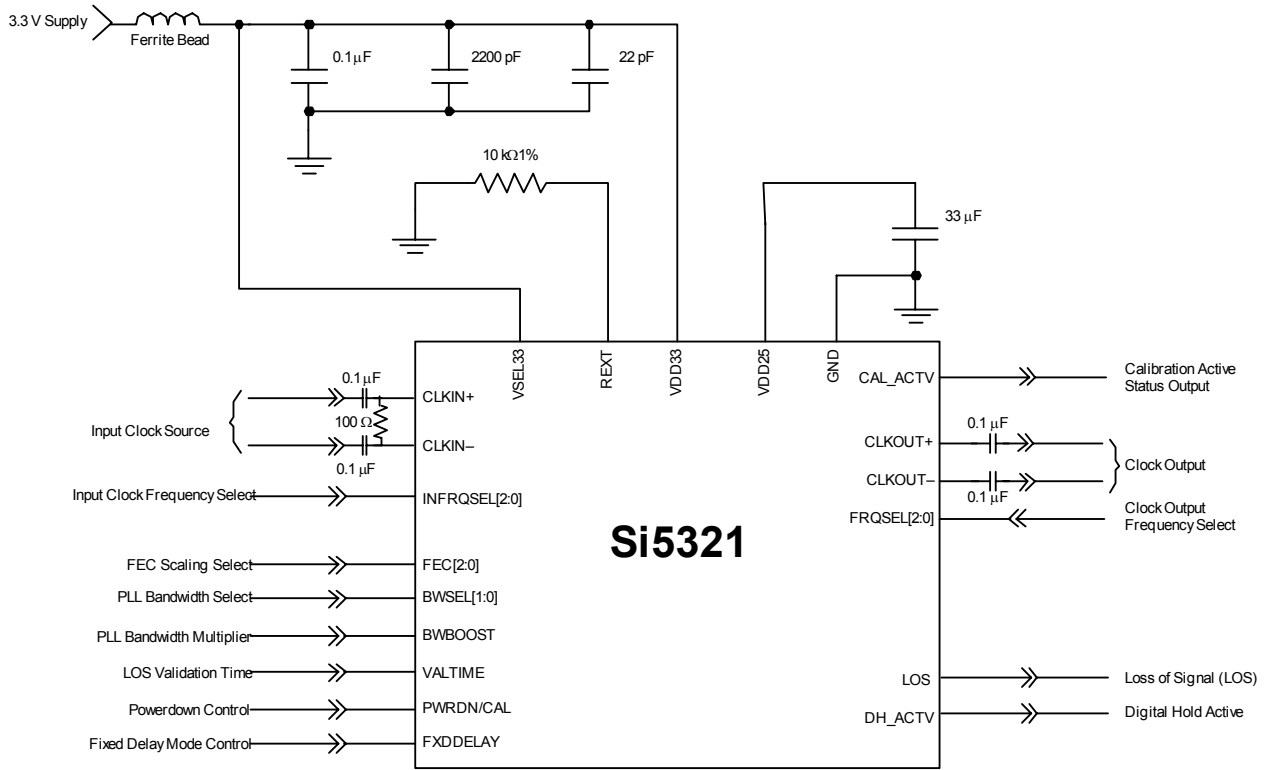 3.3 V Supply
Ferrite Bead
0.1 μF
2200 pF
22 pF
10 kΩ 1%
33 μF
VSEL33
REXT
VDD33
VDD25
GND
0.1 μF
100 Ω
0.1 μF
Input Clock Source
CLKIN+
CLKIN–
Input Clock Frequency Select
INFRQSEL[2:0]
FEC Scaling Select
FEC[2:0]
PLL Bandwidth Select
BWSEL[1:0]
PLL Bandwidth Multiplier
BWBOOST
LOS Validation Time
VALTIME
Powerdown Control
PWRDN/CAL
Fixed Delay Mode Control
FXDDELAY
Si5321
CAL_ACTV
Calibration Active
Status Output
CLKOUT+
0.1 μF
CLKOUT–
0.1 μF
Clock Output
FRQSEL[2:0]
Clock Output
Frequency Select
LOS
Loss of Signal (LOS)
DH_ACTV
Digital Hold Active